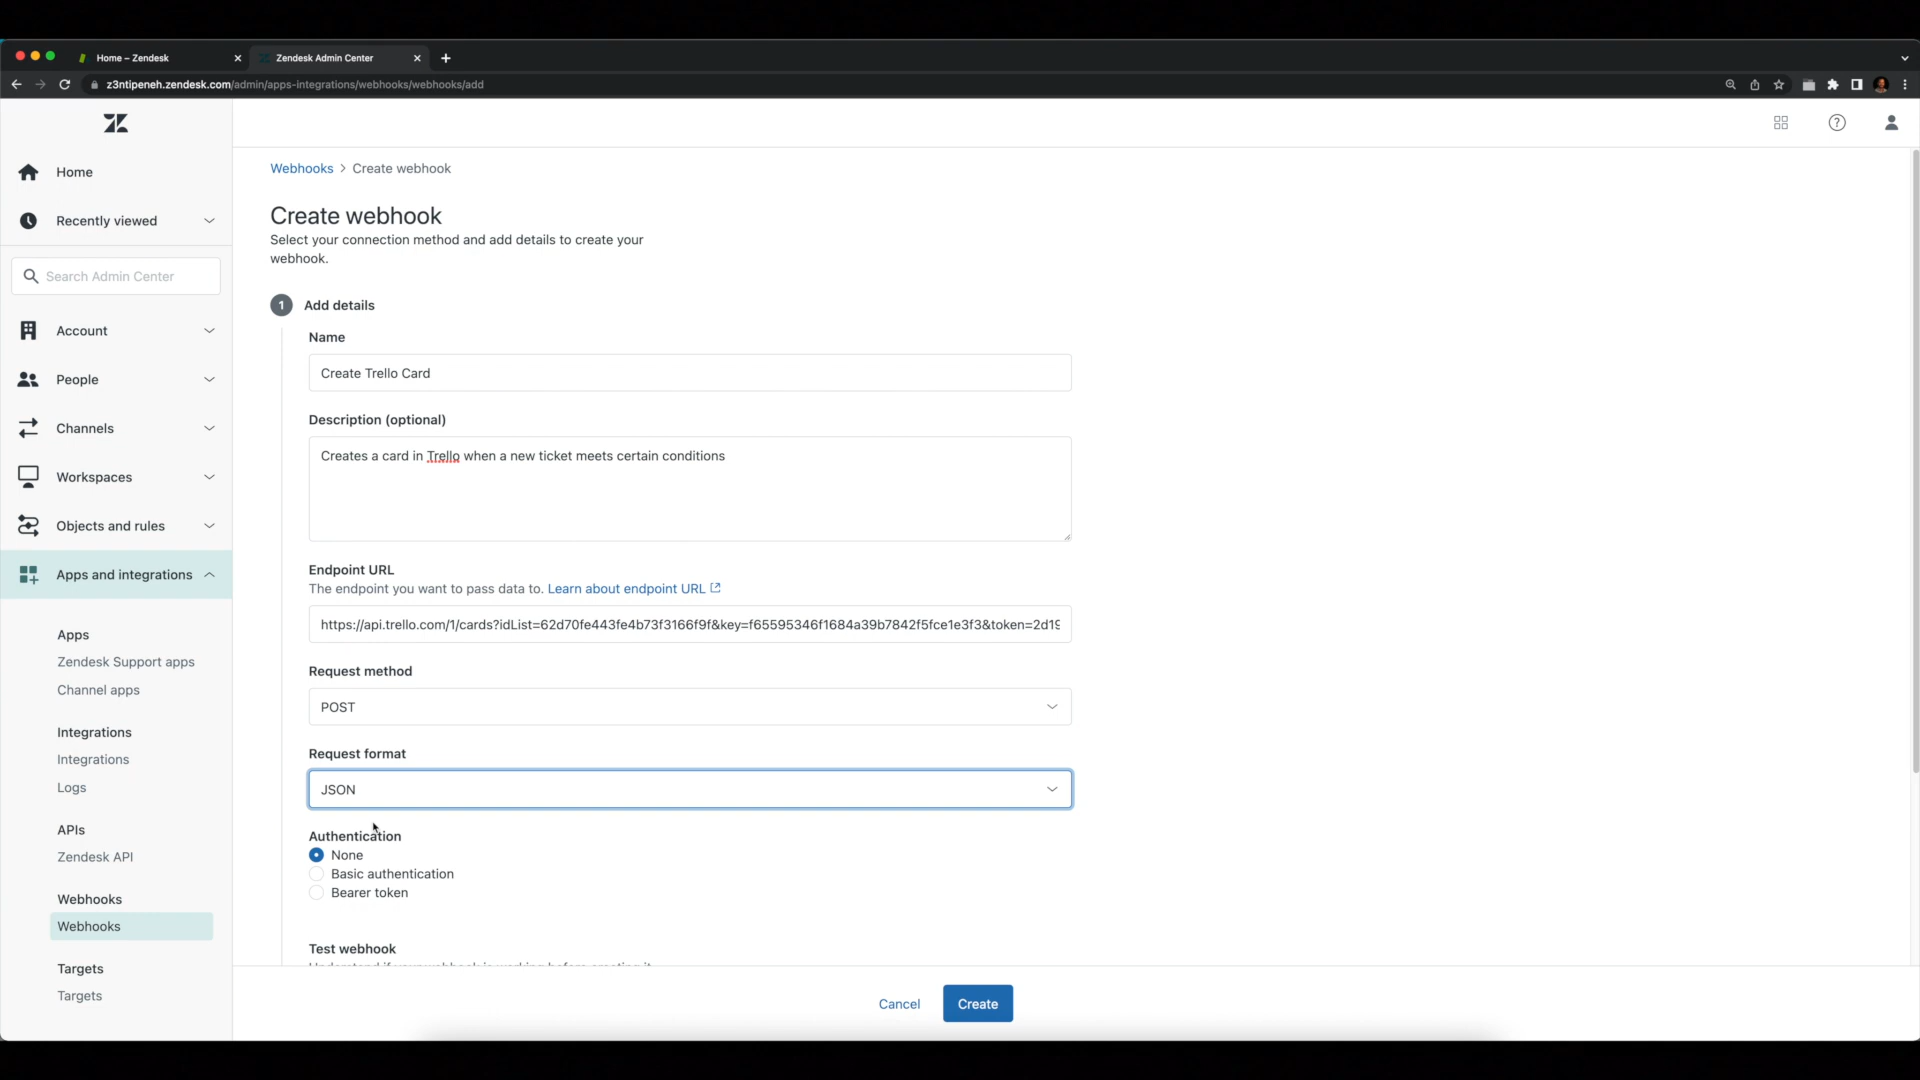 Home – Zendesk
Zendesk Admin Center
z3ntipeneh.zendesk.com/admin/apps-integrations/webhooks/webhooks/add
Home
Recently viewed
Search Admin Center
Account
People
Channels
Workspaces
Objects and rules
Apps and integrations
Apps
Zendesk Support apps
Channel apps
Integrations
Integrations
Logs
APIs
Zendesk API
Webhooks
Webhooks
Targets
Targets
Webhooks > Create webhook
Create webhook
Select your connection method and add details to create your
webhook.
1 Add details
Name
Create Trello Card
Description (optional)
Creates a card in Trello when a new ticket meets certain conditions
Endpoint URL
The endpoint you want to pass data to. Learn about endpoint URL
https://api.trello.com/1/cards?idList=62d70fe443fe4b73f3166f9f&key=f65595346f1684a39b7842f5fce1e3f3&token=2d19
Request method
POST
Request format
JSON
Authentication
None
Basic authentication
Bearer token
Test webhook
Cancel
Create